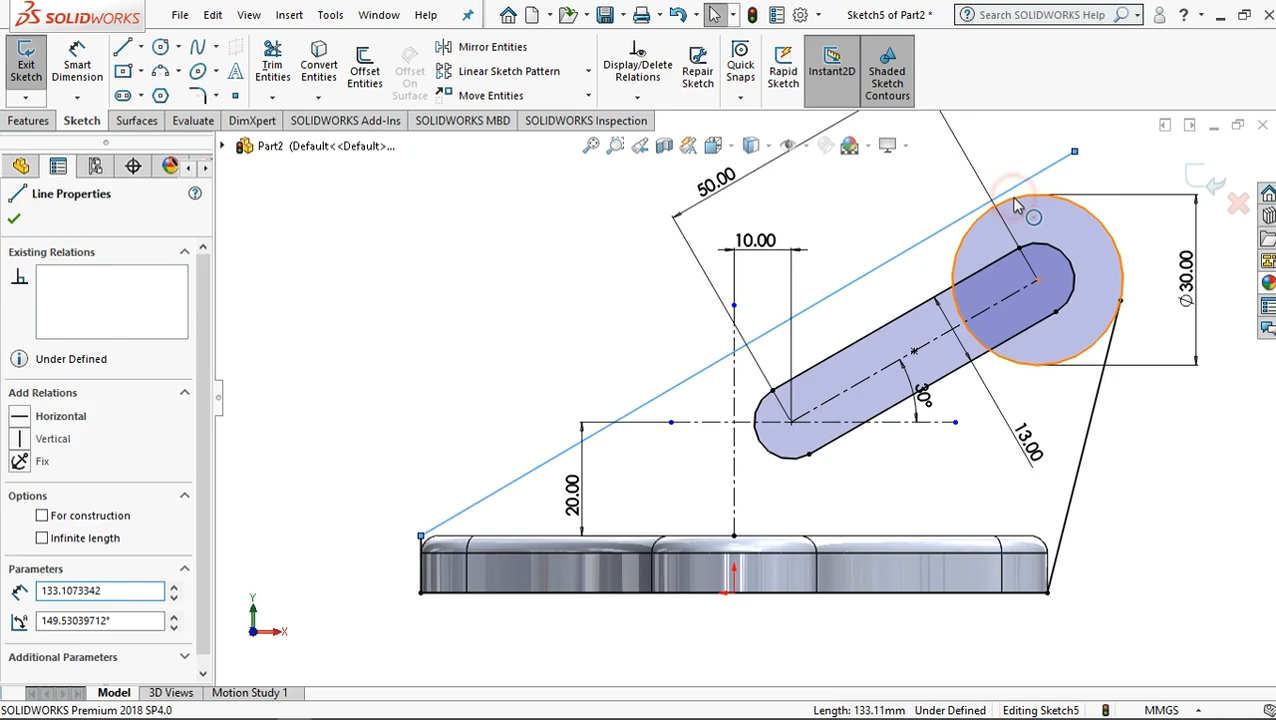 SOLIDWORKS
File Edit View Insert Tools Window Help
Sketch5 of Part2 *
Search SOLIDWORKS Help
?
Exit Sketch
Smart Dimension
Trim Entities
Convert Entities
Offset Entities
Offset On Surface
Mirror Entities
Linear Sketch Pattern
Move Entities
Display/Delete Relations
Repair Sketch
Quick Snaps
Rapid Sketch
Instant2D
Shaded Sketch Contours
Features Sketch Surfaces Evaluate DimXpert SOLIDWORKS Add-Ins SOLIDWORKS MBD SOLIDWORKS Inspection
Part2 (Default<<Default>...
Line Properties
Existing Relations
Under Defined
Add Relations
Horizontal
Vertical
Fix
Options
For construction
Infinite length
Parameters
133.1073342
149.53039712°
Additional Parameters
50.00
10.00
Ø30.00
30°
13.00
20.00
Y
X
Model 3D Views Motion Study 1
SOLIDWORKS Premium 2018 SP4.0
Length: 133.11mm Under Defined Editing Sketch5 MMGS